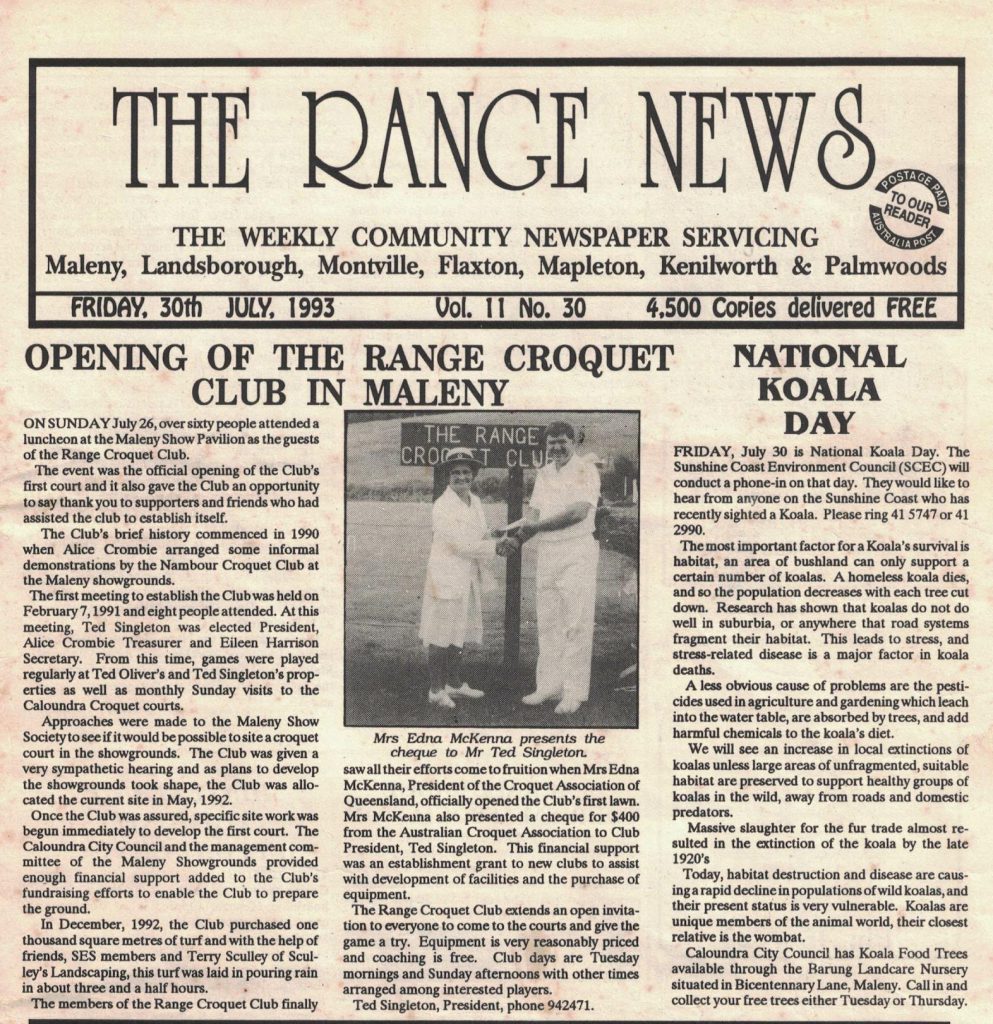 THE RANGE NEWS
POSTAGE PAID
TO OUR
READER
AUSTRALIA POST
THE WEEKLY COMMUNITY NEWSPAPER SERVICING
Maleny, Landsborough, Montville, Flaxton, Mapleton, Kenilworth & Palmwoods
FRIDAY, 30th JULY, 1993 Vol. 11 No. 30 4,500 Copies delivered FREE
OPENING OF THE RANGE CROQUET
CLUB IN MALENY
ON SUNDAY July 26, over sixty people attended a
luncheon at the Maleny Show Pavilion as the guests
of the Range Croquet Club.
The event was the official opening of the Club's
first court and it also gave the Club an opportunity
to say thank you to supporters and friends who had
assisted the club to establish itself.
The Club's brief history commenced in 1990
when Alice Crombie arranged some informal
demonstrations by the Nambour Croquet Club at
the Maleny showgrounds.
The first meeting to establish the Club was held on
February 7, 1991 and eight people attended. At this
meeting, Ted Singleton was elected President,
Alice Crombie Treasurer and Eileen Harrison
Secretary. From this time, games were played
regularly at Ted Oliver's and Ted Singleton's prop-
erties as well as monthly Sunday visits to the
Caloundra Croquet courts.
Approaches were made to the Maleny Show
Society to see if it would be possible to site a croquet
court in the showgrounds. The Club was given a
very sympathetic hearing and as plans to develop
the showgrounds took shape, the Club was allo-
cated the current site in May, 1992.
Once the Club was assured, specific site work was
begun immediately to develop the first court. The
Caloundra City Council and the management com-
mittee of the Maleny Showgrounds provided
enough financial support added to the Club's
fundraising efforts to enable the Club to prepare
the ground.
In December, 1992, the Club purchased one
thousand square metres of turf and with the help of
friends, SES members and Terry Sculley of Scul-
ley's Landscaping, this turf was laid in pouring rain
in about three and a half hours.
The members of the Range Croquet Club finally
THE RANGE
CROQUET CLUB
Mrs Edna McKenna presents the
cheque to Mr Ted Singleton.
saw all their efforts come to fruition when Mrs Edna
McKenna, President of the Croquet Association of
Queensland, officially opened the Club's first lawn.
Mrs McKenna also presented a cheque for $400
from the Australian Croquet Association to Club
President, Ted Singleton. This financial support
was an establishment grant to new clubs to assist
with development of facilities and the purchase of
equipment.
The Range Croquet Club extends an open invita-
tion to everyone to come to the courts and give the
game a try. Equipment is very reasonably priced
and coaching is free. Club days are Tuesday
mornings and Sunday afternoons with other times
arranged among interested players.
Ted Singleton, President, phone 942471.
NATIONAL
KOALA
DAY
FRIDAY, July 30 is National Koala Day. The
Sunshine Coast Environment Council (SCEC) will
conduct a phone-in on that day. They would like to
hear from anyone on the Sunshine Coast who has
recently sighted a Koala. Please ring 41 5747 or 41
2990.
The most important factor for a Koala's survival is
habitat, an area of bushland can only support a
certain number of koalas. A homeless koala dies,
and so the population decreases with each tree cut
down. Research has shown that koalas do not do
well in suburbia, or anywhere that road systems
fragment their habitat. This leads to stress, and
stress-related disease is a major factor in koala
deaths.
A less obvious cause of problems are the pesti-
cides used in agriculture and gardening which leach
into the water table, are absorbed by trees, and add
harmful chemicals to the koala's diet.
We will see an increase in local extinctions of
koalas unless large areas of unfragmented, suitable
habitat are preserved to support healthy groups of
koalas in the wild, away from roads and domestic
predators.
Massive slaughter for the fur trade almost re-
sulted in the extinction of the koala by the late
1920's
Today, habitat destruction and disease are caus-
ing a rapid decline in populations of wild koalas, and
their present status is very vulnerable. Koalas are
unique members of the animal world, their closest
relative is the wombat.
Caloundra City Council has Koala Food Trees
available through the Barung Landcare Nursery
situated in Bicentennary Lane, Maleny. Call in and
collect your free trees either Tuesday or Thursday.